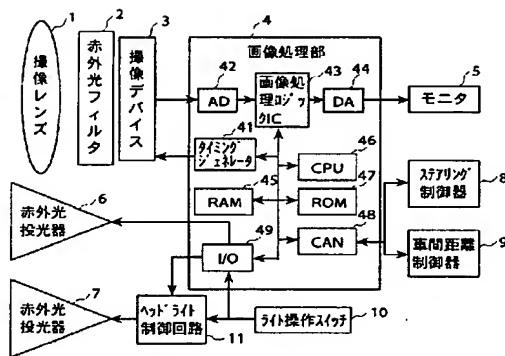 1
撮像レンズ
2
赤外光フィルタ
3
撮像デバイス
4
画像処理部
42
AD
43
画像処
理ロジッ
クIC
44
DA
5
モニタ
41
タイミング
ジェネレータ
46
CPU
45
RAM
47
ROM
48
CAN
49
I/O
6
赤外光
投光器
7
赤外光
投光器
8
ステアリング
制御器
9
車間距離
制御器
ヘッドライト
制御回路
11
ライト操作スイッチ
10